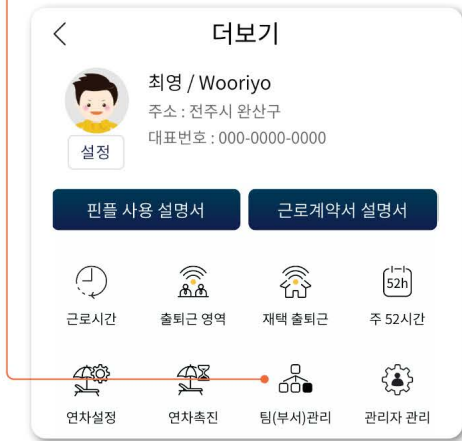 더보기
최영 / Wooriyo
주소 : 전주시 완산구
대표번호 : 000-0000-0000
설정
핀플 사용 설명서 근로계약서 설명서
52h
근로시간 출퇴근 영역 재택 출퇴근 주 52시간
연차설정 연차촉진 팀(부서)관리 관리자 관리